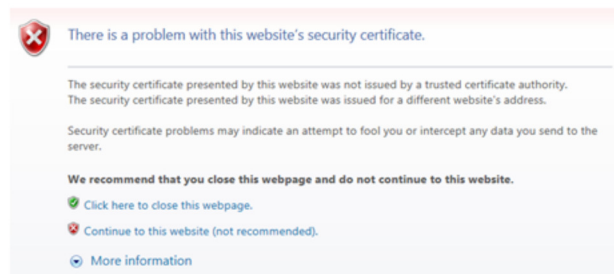 There is a problem with this website's security certificate.
The security certificate presented by this website was not issued by a trusted certificate authority.
The security certificate presented by this website was issued for a different website's address.
Security certificate problems may indicate an attempt to fool you or intercept any data you send to the
server.
We recommend that you close this webpage and do not continue to this website.
Click here to close this webpage.
Continue to this website (not recommended).
More information